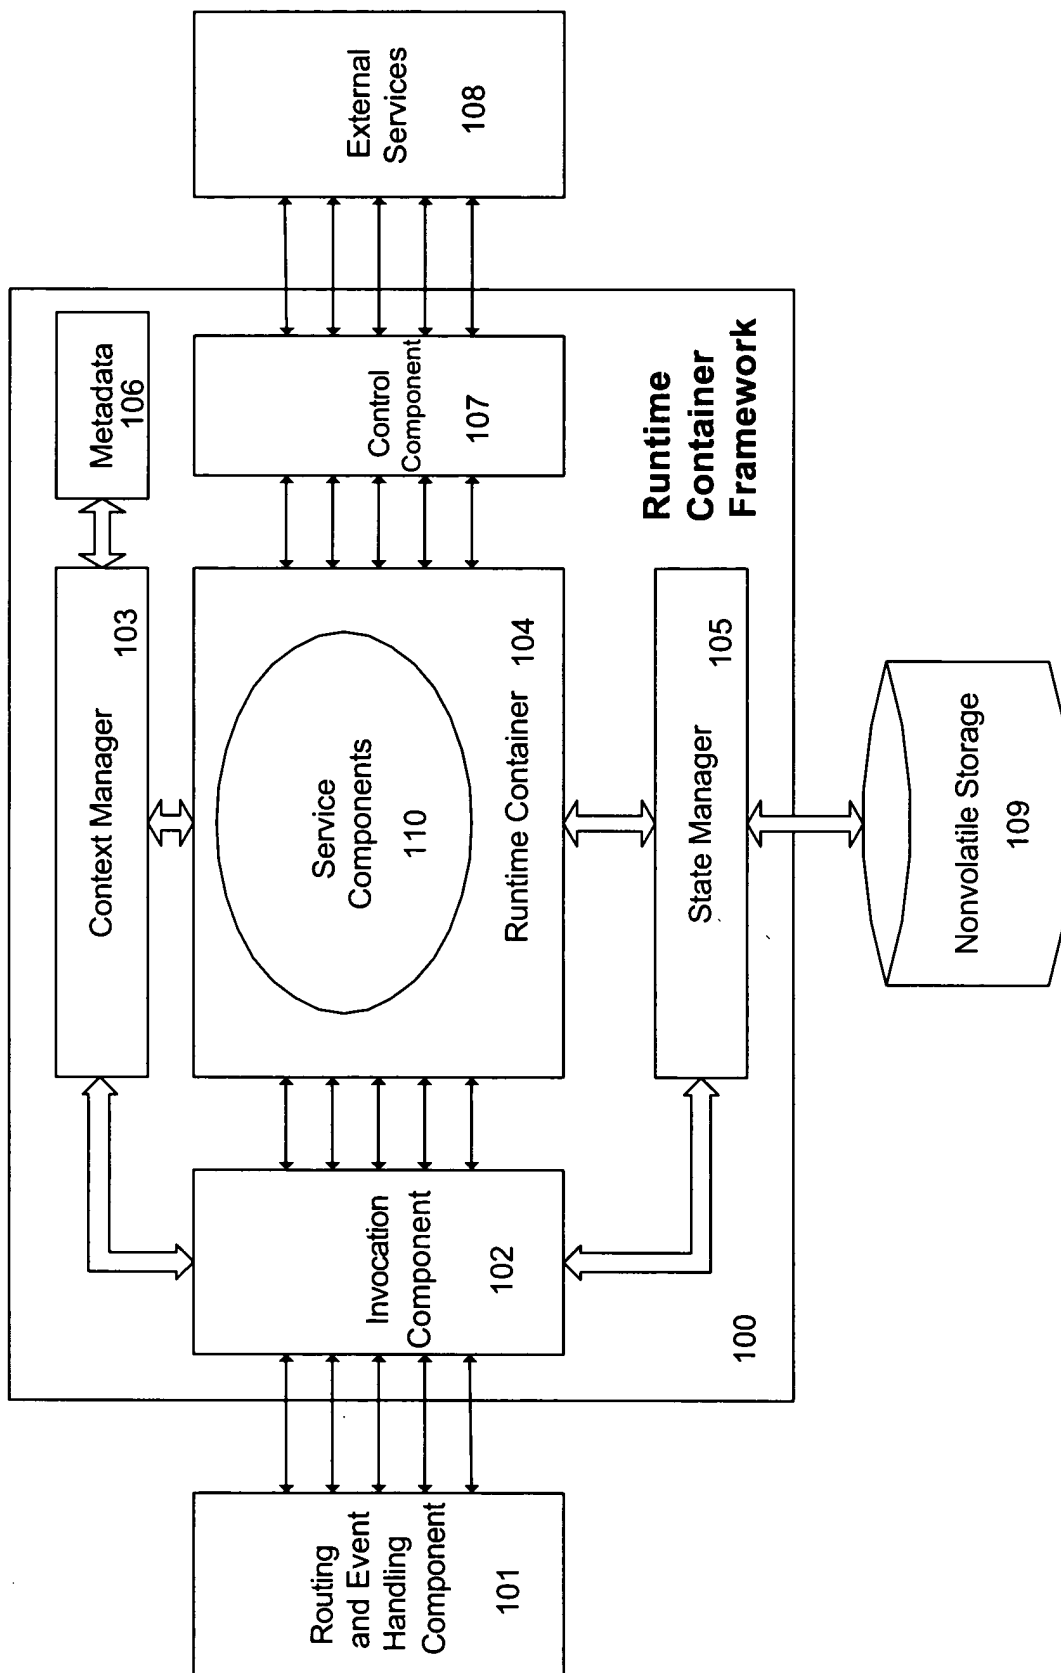 Routing
and Event
Handling
Component
101
Invocation
Component
102
Context Manager
103
Metadata
106
Service
Components
110
Runtime Container
104
State Manager
105
Control
Component
107
External
Services
108
Runtime
Container
Framework
100
Nonvolatile Storage
109